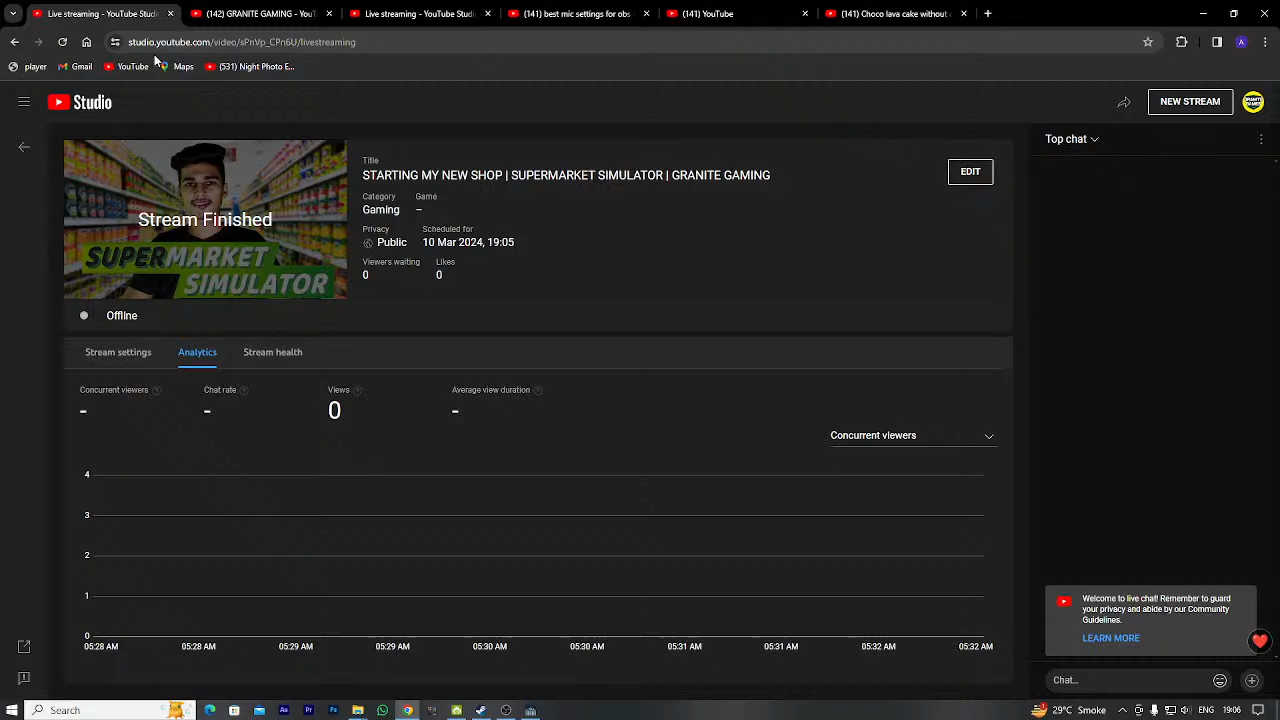 Live streaming - YouTube Studi
(142) GRANITE GAMING - YouT
Live streaming - YouTube Studi
(141) best mic settings for obs -
(141) YouTube
(141) Choco lava cake without o
studio.youtube.com/video/sPnVp_CPn6U/livestreaming
A
player
Gmail
YouTube
Maps
(531) Night Photo E...
Studio
NEW STREAM
Stream Finished
SUPERMARKET
SIMULATOR
Title
STARTING MY NEW SHOP | SUPERMARKET SIMULATOR | GRANITE GAMING
EDIT
Category Game
Gaming –
Privacy Scheduled for
Public 10 Mar 2024, 19:05
Viewers waiting Likes
0 0
Offline
Top chat
Stream settings Analytics Stream health
Concurrent viewers Chat rate Views Average view duration
- - 0 -
Concurrent viewers
4
3
2
1
0
05:28 AM 05:28 AM 05:29 AM 05:29 AM 05:30 AM 05:30 AM 05:31 AM 05:31 AM 05:32 AM 05:32 AM
Welcome to live chat! Remember to guard
your privacy and abide by our Community
Guidelines.
LEARN MORE
Chat...
Search
Ae Pr Ps
29°C Smoke
ENG 19:06